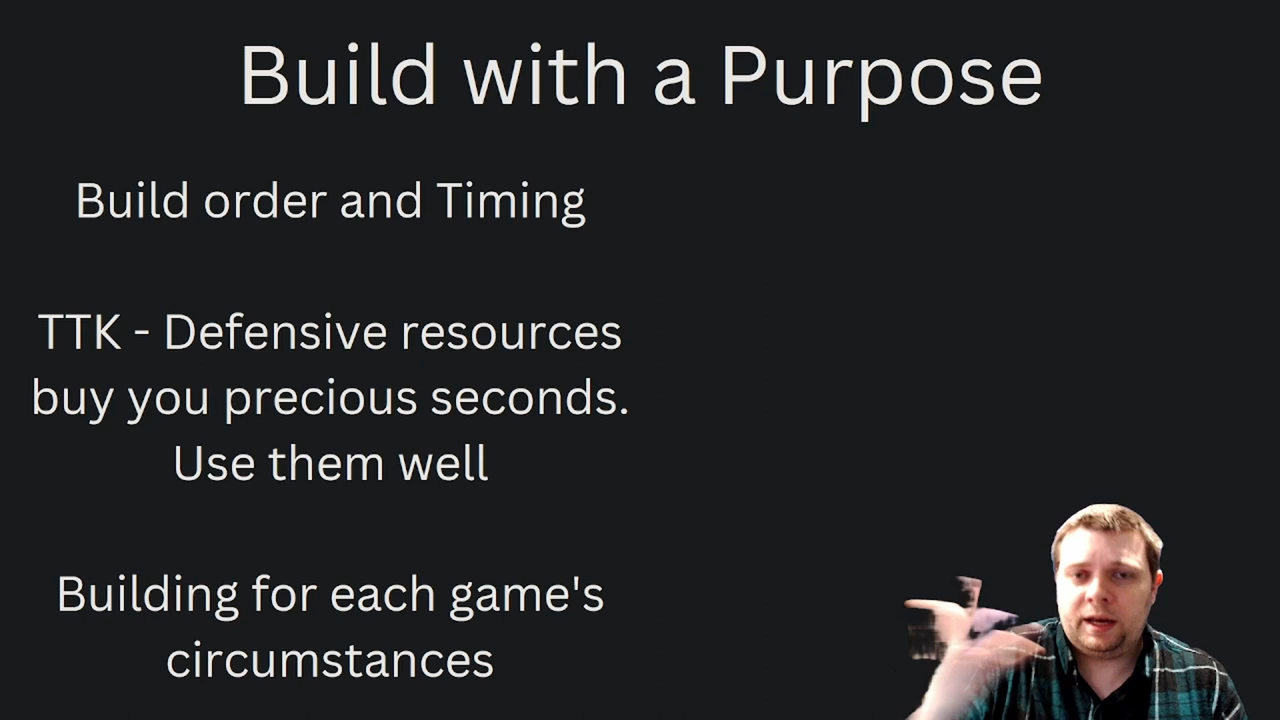 Build with a Purpose
Build order and Timing
TTK - Defensive resources
buy you precious seconds.
Use them well
Building for each game's
circumstances